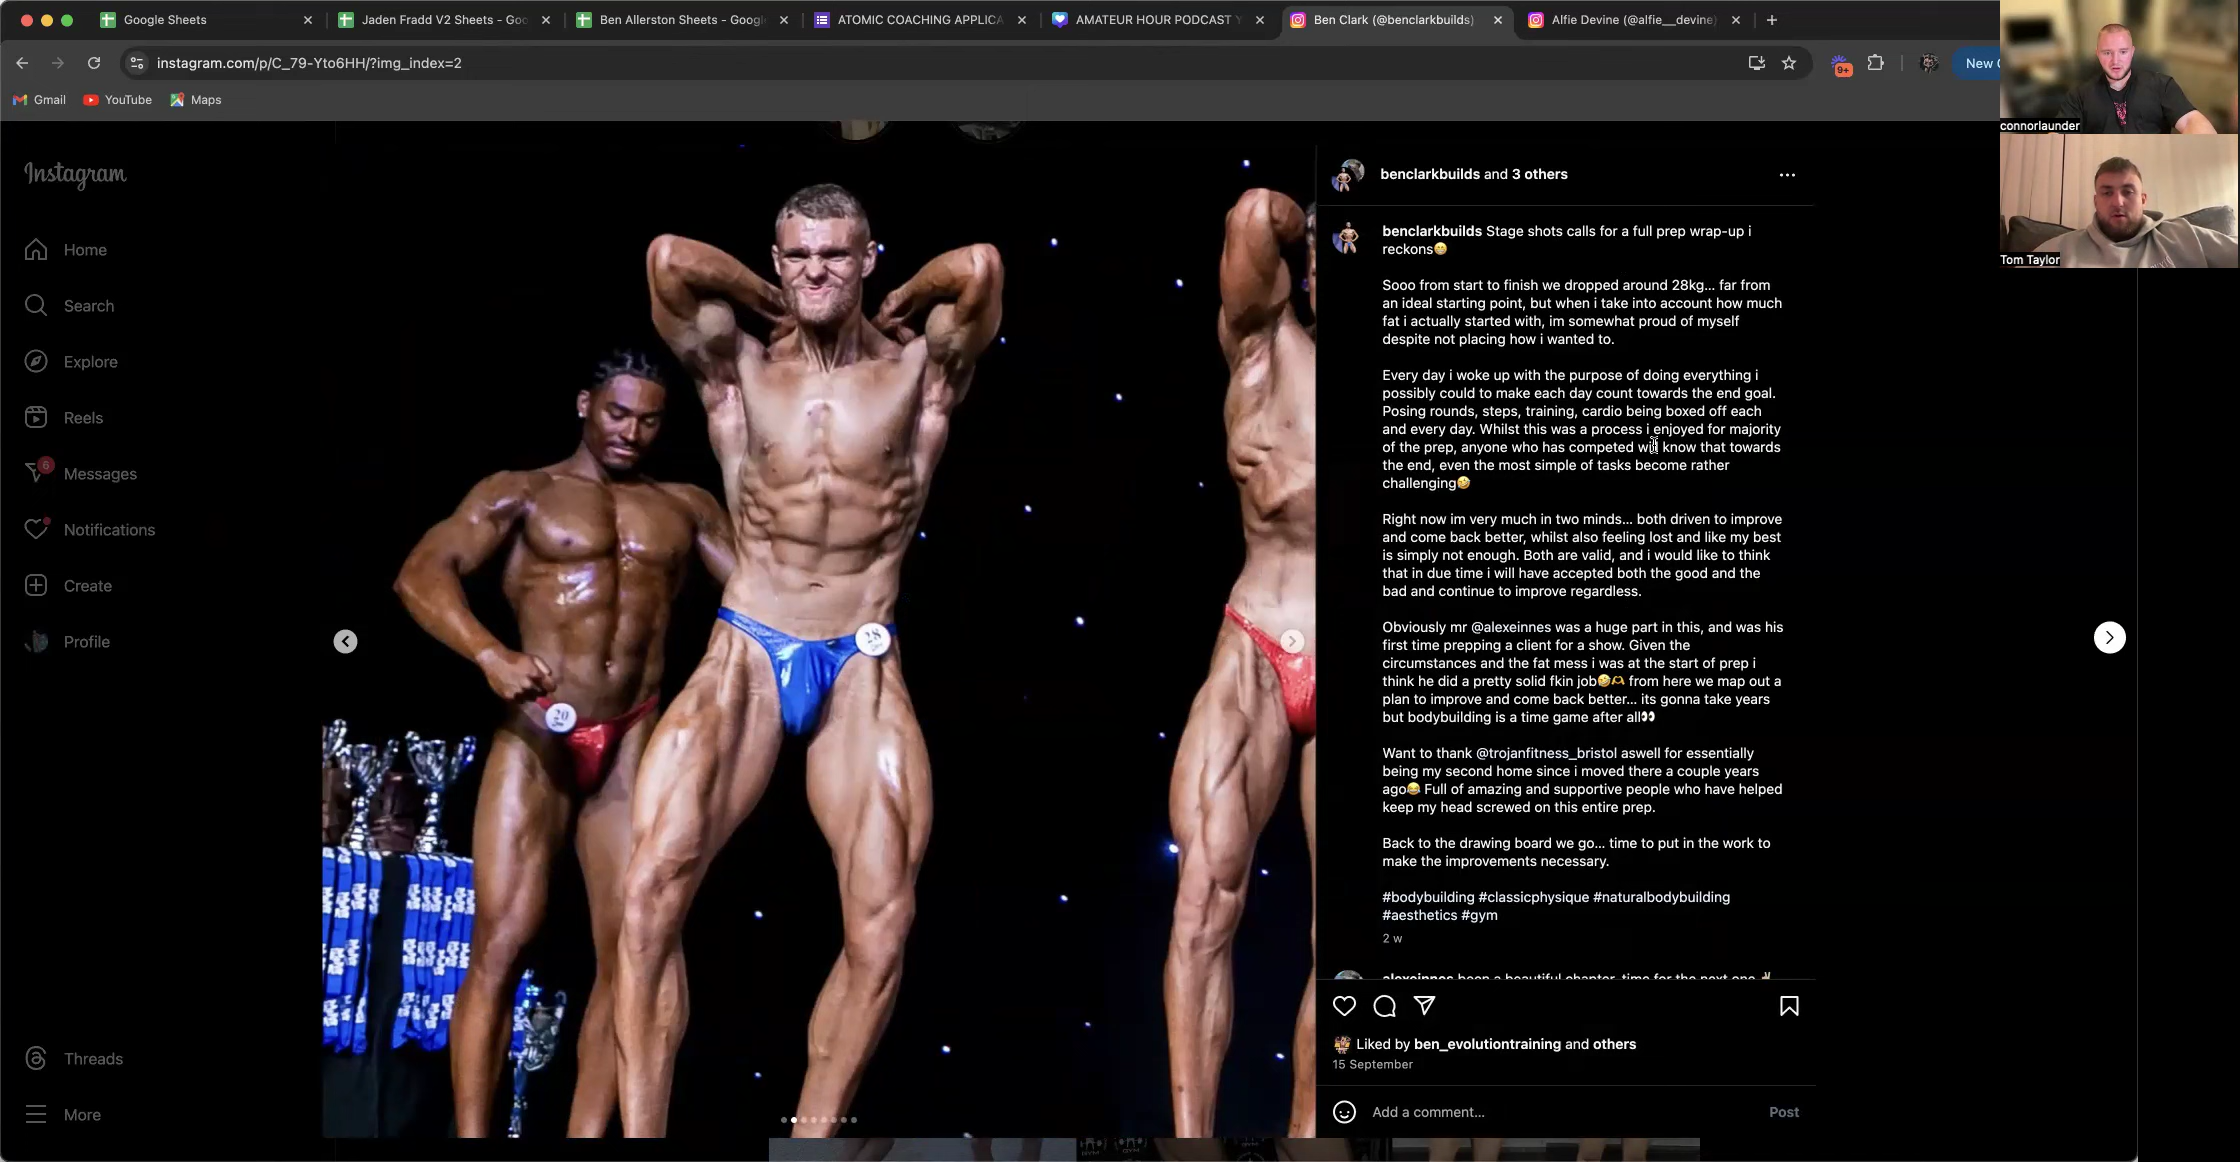 Google Sheets
Jaden Fradd V2 Sheets - Goo
Ben Allerston Sheets - Googl
ATOMIC COACHING APPLICA
AMATEUR HOUR PODCAST Y
Ben Clark (@benclarkbuilds)
Alfie Devine (@alfie__devine)
instagram.com/p/C_79-Yto6HH/?img_index=2
9+
New C
Gmail
YouTube
Maps
connorlaunder
Tom Taylor
Instagram
Home
Search
Explore
Reels
6
Messages
Notifications
Create
Profile
Threads
More
28
20
benclarkbuilds and 3 others
benclarkbuilds Stage shots calls for a full prep wrap-up i
reckons😁
Sooo from start to finish we dropped around 28kg... far from
an ideal starting point, but when i take into account how much
fat i actually started with, im somewhat proud of myself
despite not placing how i wanted to.
Every day i woke up with the purpose of doing everything i
possibly could to make each day count towards the end goal.
Posing rounds, steps, training, cardio being boxed off each
and every day. Whilst this was a process i enjoyed for majority
of the prep, anyone who has competed will know that towards
the end, even the most simple of tasks become rather
challenging🤣
Right now im very much in two minds... both driven to improve
and come back better, whilst also feeling lost and like my best
is simply not enough. Both are valid, and i would like to think
that in due time i will have accepted both the good and the
bad and continue to improve regardless.
Obviously mr @alexeinnes was a huge part in this, and was his
first time prepping a client for a show. Given the
circumstances and the fat mess i was at the start of prep i
think he did a pretty solid fkin job🤣🫶 from here we map out a
plan to improve and come back better... its gonna take years
but bodybuilding is a time game after all👀
Want to thank @trojanfitness_bristol aswell for essentially
being my second home since i moved there a couple years
ago😂 Full of amazing and supportive people who have helped
keep my head screwed on this entire prep.
Back to the drawing board we go... time to put in the work to
make the improvements necessary.
#bodybuilding #classicphysique #naturalbodybuilding
#aesthetics #gym
2 w
alexeinnes been a beautiful chapter, time for the next one
Liked by ben_evolutiontraining and others
15 September
Add a comment...
Post